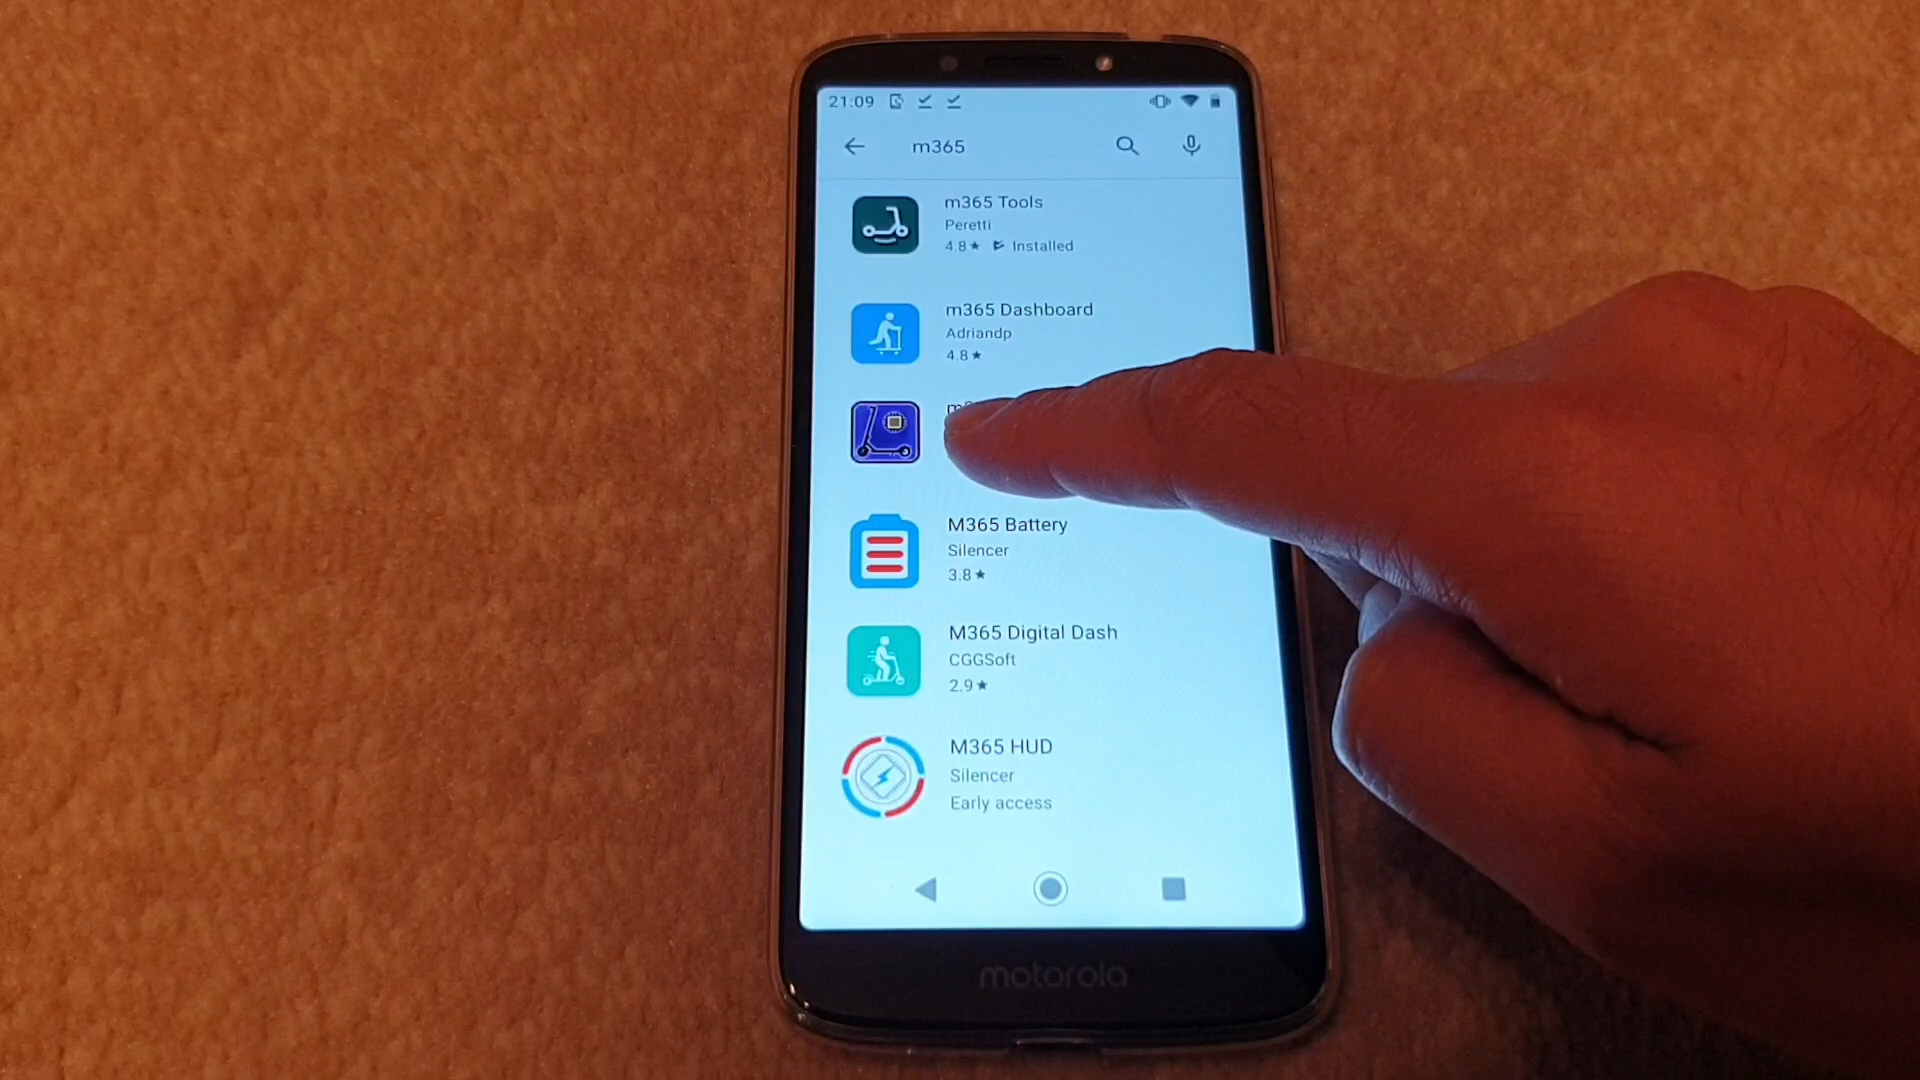 21:09
m365
m365 Tools
Peretti
4.8★ Installed
m365 Dashboard
Adriandp
4.8★
M365 Battery
Silencer
3.8★
M365 Digital Dash
CGGSoft
2.9★
M365 HUD
Silencer
Early access
motorola